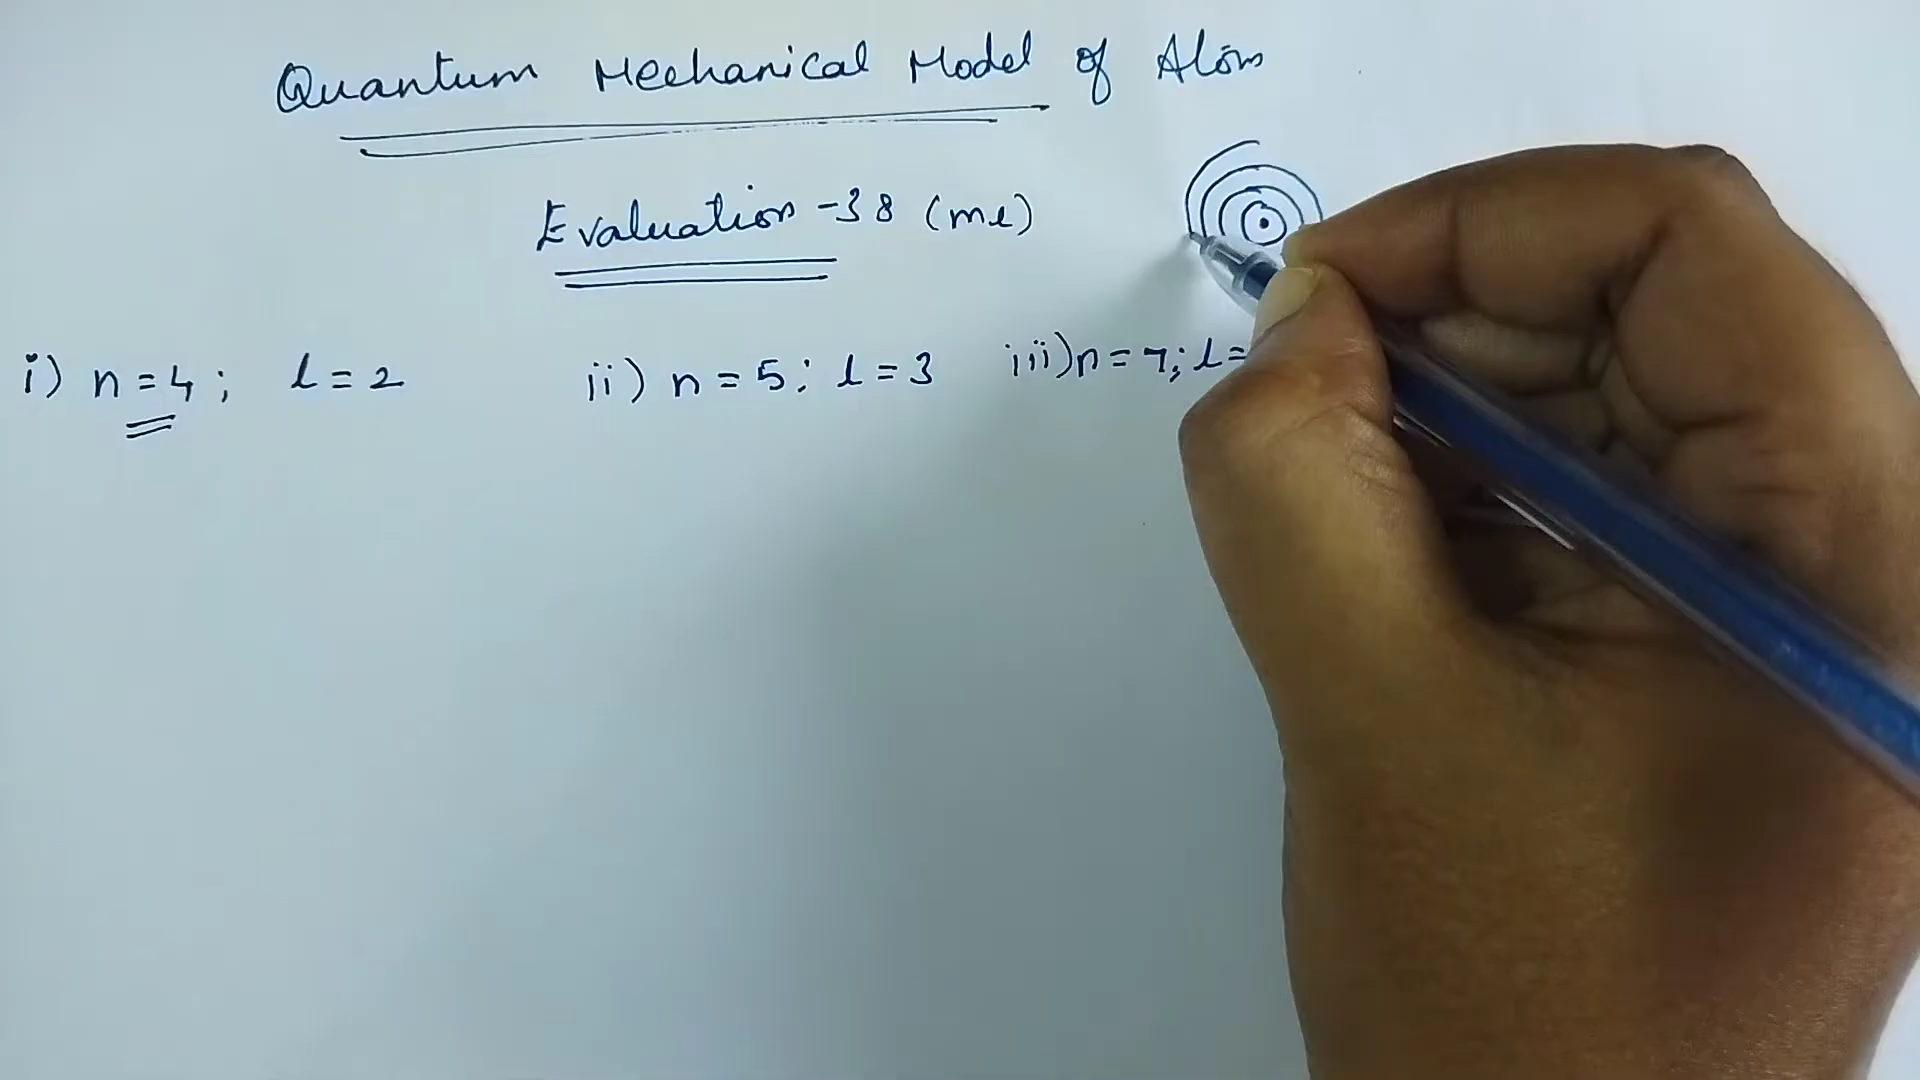 Quantum Mechanical Model of Atom
Evaluation - 38 (ml)
i) n = 4 ; l = 2 ii) n = 5 ; l = 3 iii) n = 7 ; l =